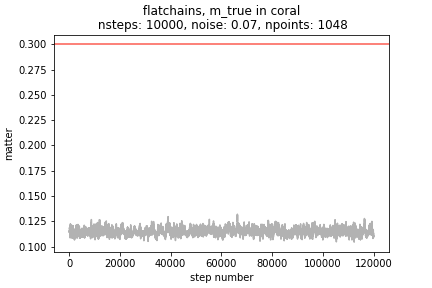 flatchains, m_true in coral
nsteps: 10000, noise: 0.07, npoints: 1048
0.300
0.275
0.250
0.225
0.200
0.175
0.150
0.125
0.100
matter
0 20000 40000 60000 80000 100000 120000
step number